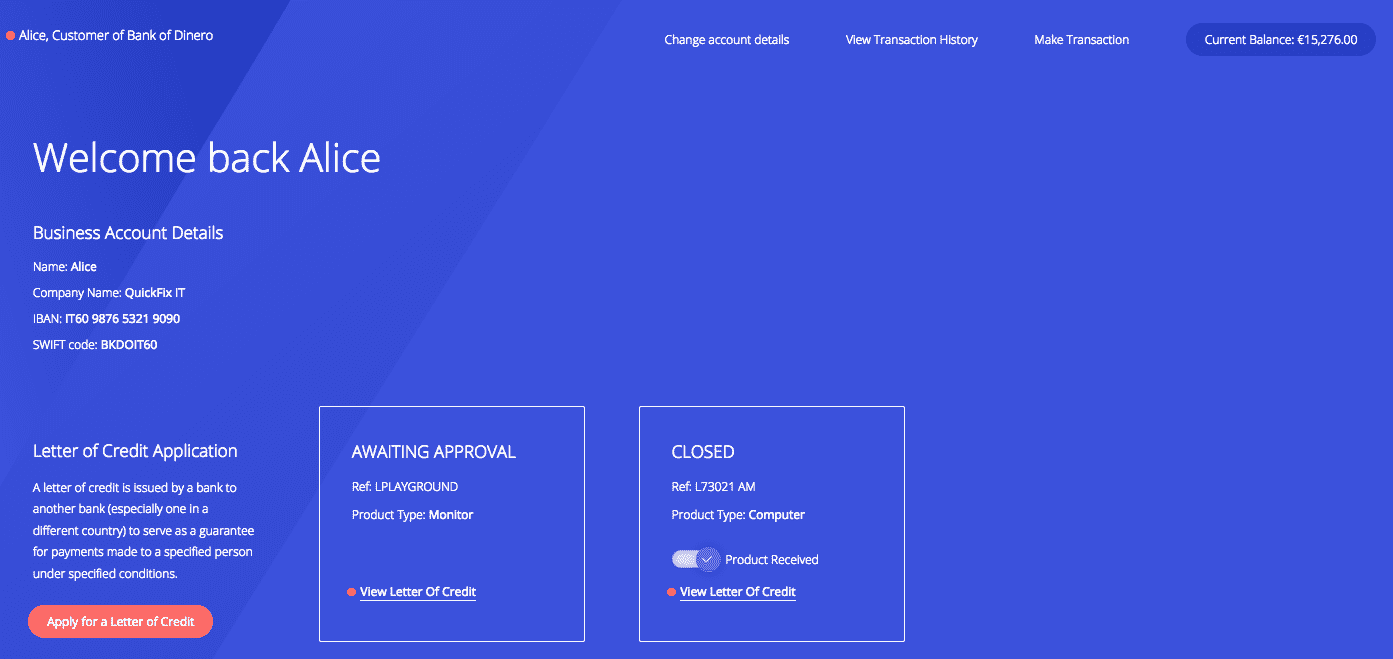 Alice, Customer of Bank of Dinero
Change account details
View Transaction History
Make Transaction
Current Balance: €15,276.00
Welcome back Alice
Business Account Details
Name: Alice
Company Name: QuickFix IT
IBAN: IT60 9876 5321 9090
SWIFT code: BKDOIT60
Letter of Credit Application
A letter of credit is issued by a bank to
another bank (especially one in a
different country) to serve as a guarantee
for payments made to a specified person
under specified conditions.
Apply for a Letter of Credit
AWAITING APPROVAL
Ref: LPLAYGROUND
Product Type: Monitor
View Letter Of Credit
CLOSED
Ref: L73021 AM
Product Type: Computer
Product Received
View Letter Of Credit